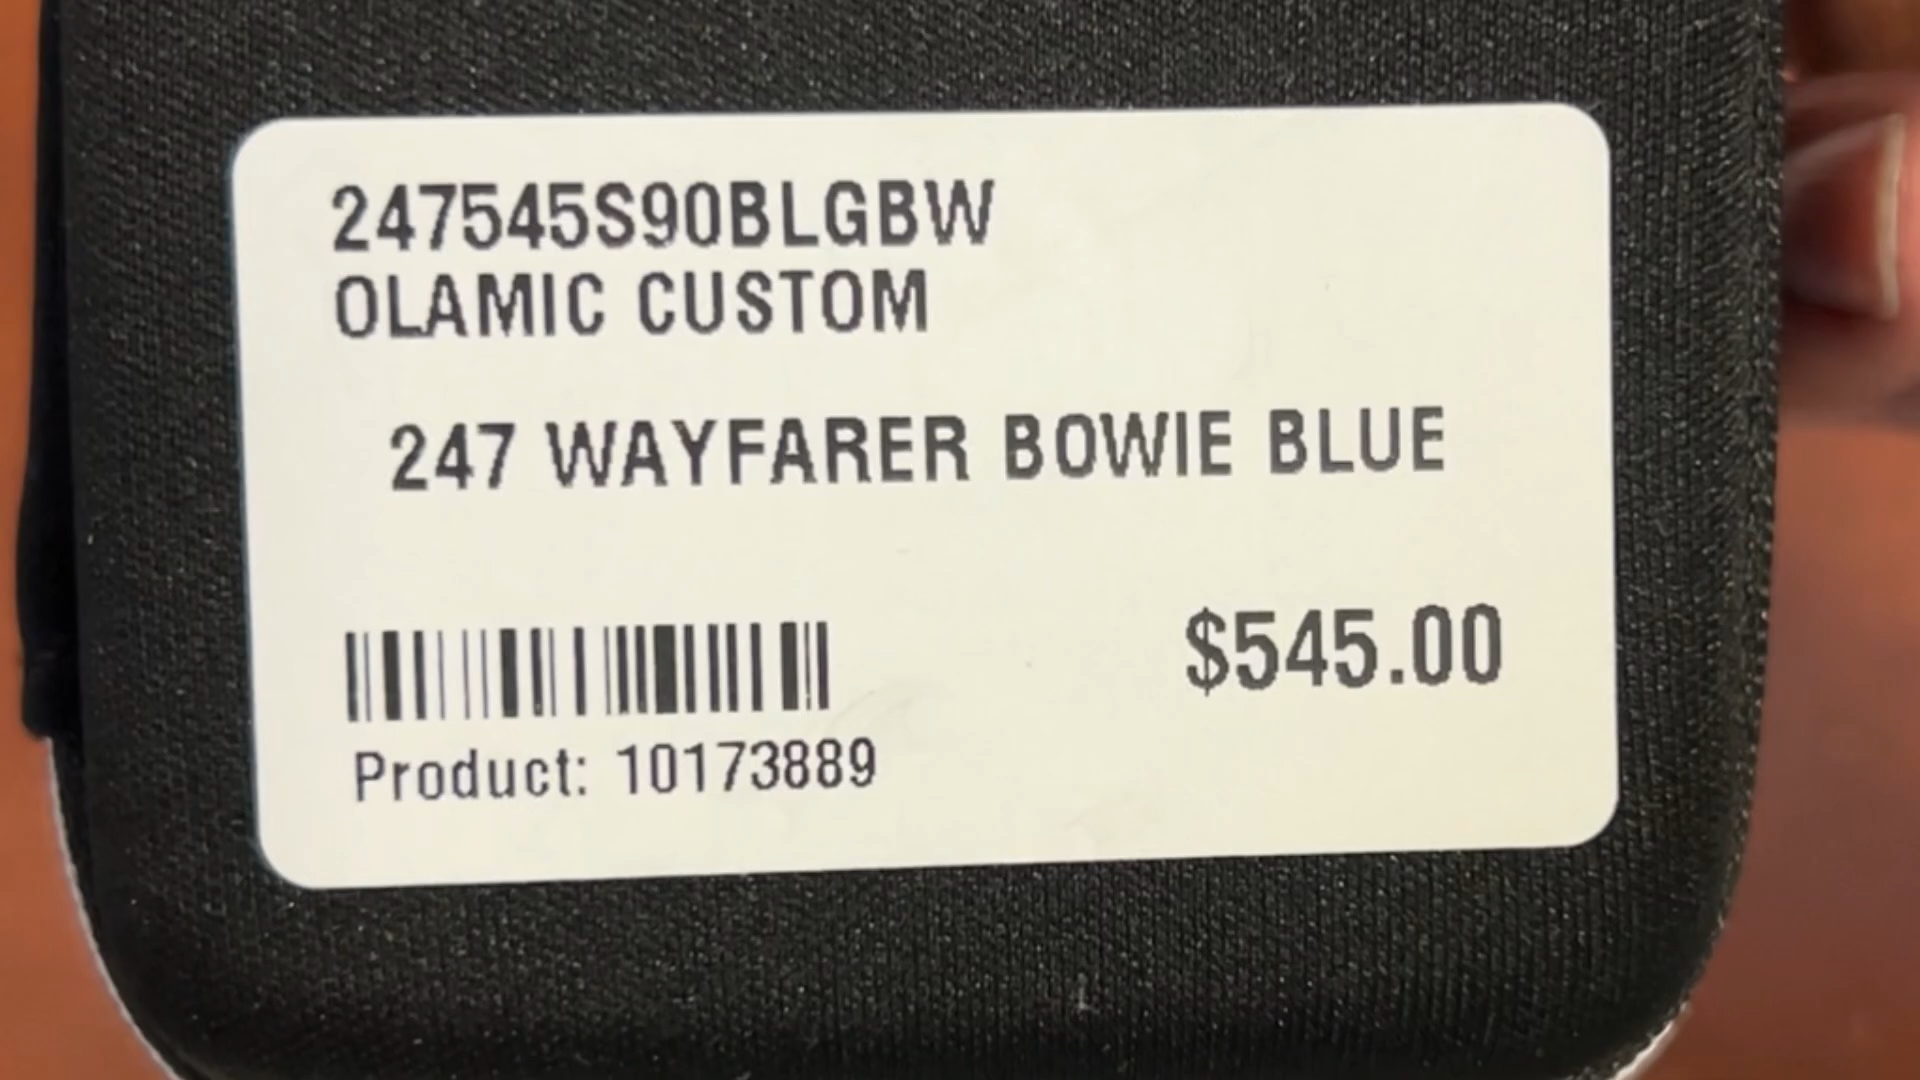 247545S90BLGBW
OLAMIC CUSTOM
247 WAYFARER BOWIE BLUE
$545.00
Product: 10173889